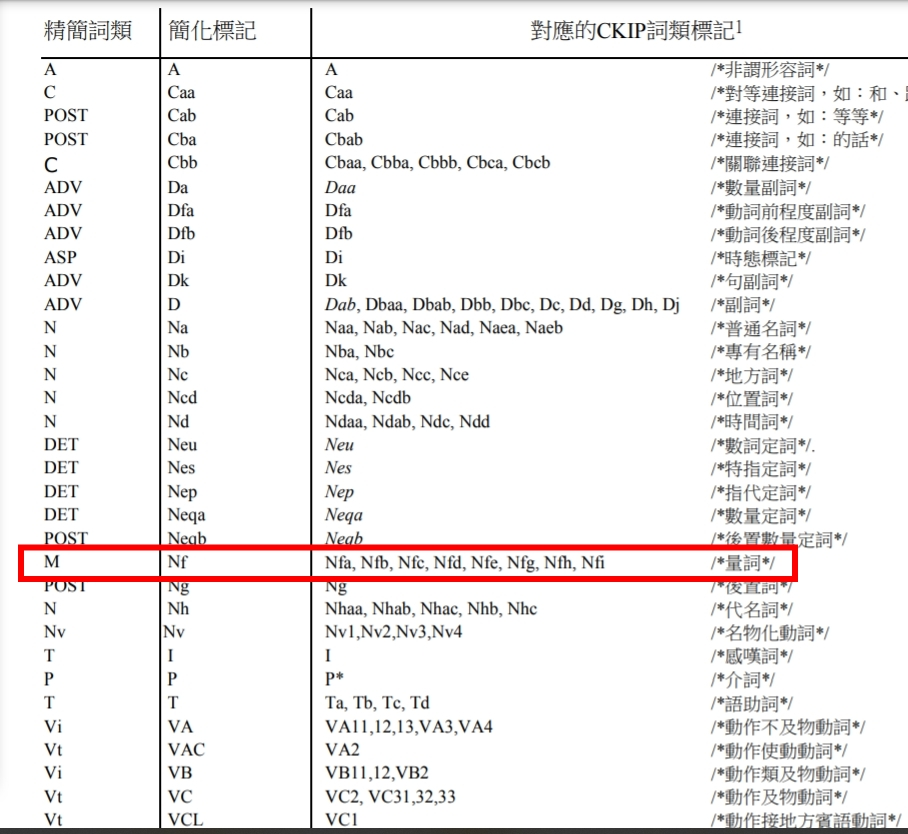 精簡詞類 簡化標記 對應的CKIP詞類標記1
A A A /*非謂形容詞*/
C Caa Caa /*對等連接詞,如:和、
POST Cab Cab /*連接詞,如:等等*/
POST Cba Cbab /*連接詞,如:的話*/
C Cbb Cbaa, Cbba, Cbbb, Cbca, Cbcb /*關聯連接詞*/
ADV Da Daa /*數量副詞*/
ADV Dfa Dfa /*動詞前程度副詞*/
ADV Dfb Dfb /*動詞後程度副詞*/
ASP Di Di /*時態標記*/
ADV Dk Dk /*句副詞*/
ADV D Dab, Dbaa, Dbab, Dbb, Dbc, Dc, Dd, Dg, Dh, Dj /*副詞*/
N Na Naa, Nab, Nac, Nad, Naea, Naeb /*普通名詞*/
N Nb Nba, Nbc /*專有名稱*/
N Nc Nca, Ncb, Ncc, Nce /*地方詞*/
N Ncd Ncda, Ncdb /*位置詞*/
N Nd Ndaa, Ndab, Ndc, Ndd /*時間詞*/
DET Neu Neu /*數詞定詞*/.
DET Nes Nes /*特指定詞*/
DET Nep Nep /*指代定詞*/
DET Neqa Neqa /*數量定詞*/
POST Neqb Neqb /*後置數量定詞*/
M Nf Nfa, Nfb, Nfc, Nfd, Nfe, Nfg, Nfh, Nfi /*量詞*/
POST Ng Ng /*後置詞*/
N Nh Nhaa, Nhab, Nhac, Nhb, Nhc /*代名詞*/
Nv Nv Nv1,Nv2,Nv3,Nv4 /*名物化動詞*/
T I I /*感嘆詞*/
P P P* /*介詞*/
T T Ta, Tb, Tc, Td /*語助詞*/
Vi VA VA11,12,13,VA3,VA4 /*動作不及物動詞*/
Vt VAC VA2 /*動作使動動詞*/
Vi VB VB11,12,VB2 /*動作類及物動詞*/
Vt VC VC2, VC31,32,33 /*動作及物動詞*/
Vt VCL VC1 /*動作接地方賓語動詞*/